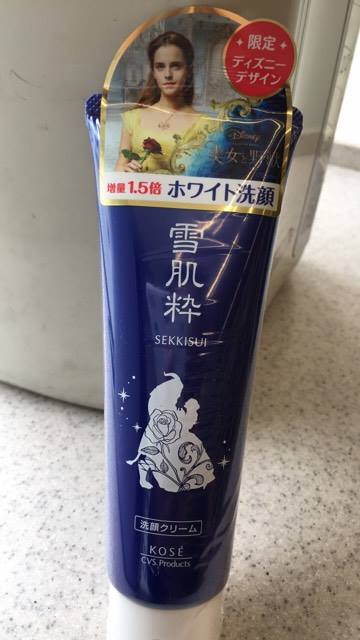 限定
ディズニー
デザイン
Disney
美女と野獣
増量1.5倍 ホワイト洗顔
雪肌粋
SEKKISUI
洗顔クリーム
KOSÉ
CVS.Products